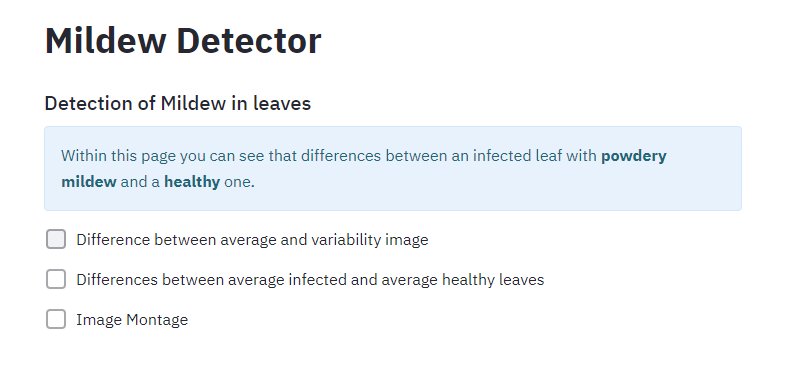 Mildew Detector
Detection of Mildew in leaves
Within this page you can see that differences between an infected leaf with powdery
mildew and a healthy one.
Difference between average and variability image
Differences between average infected and average healthy leaves
Image Montage